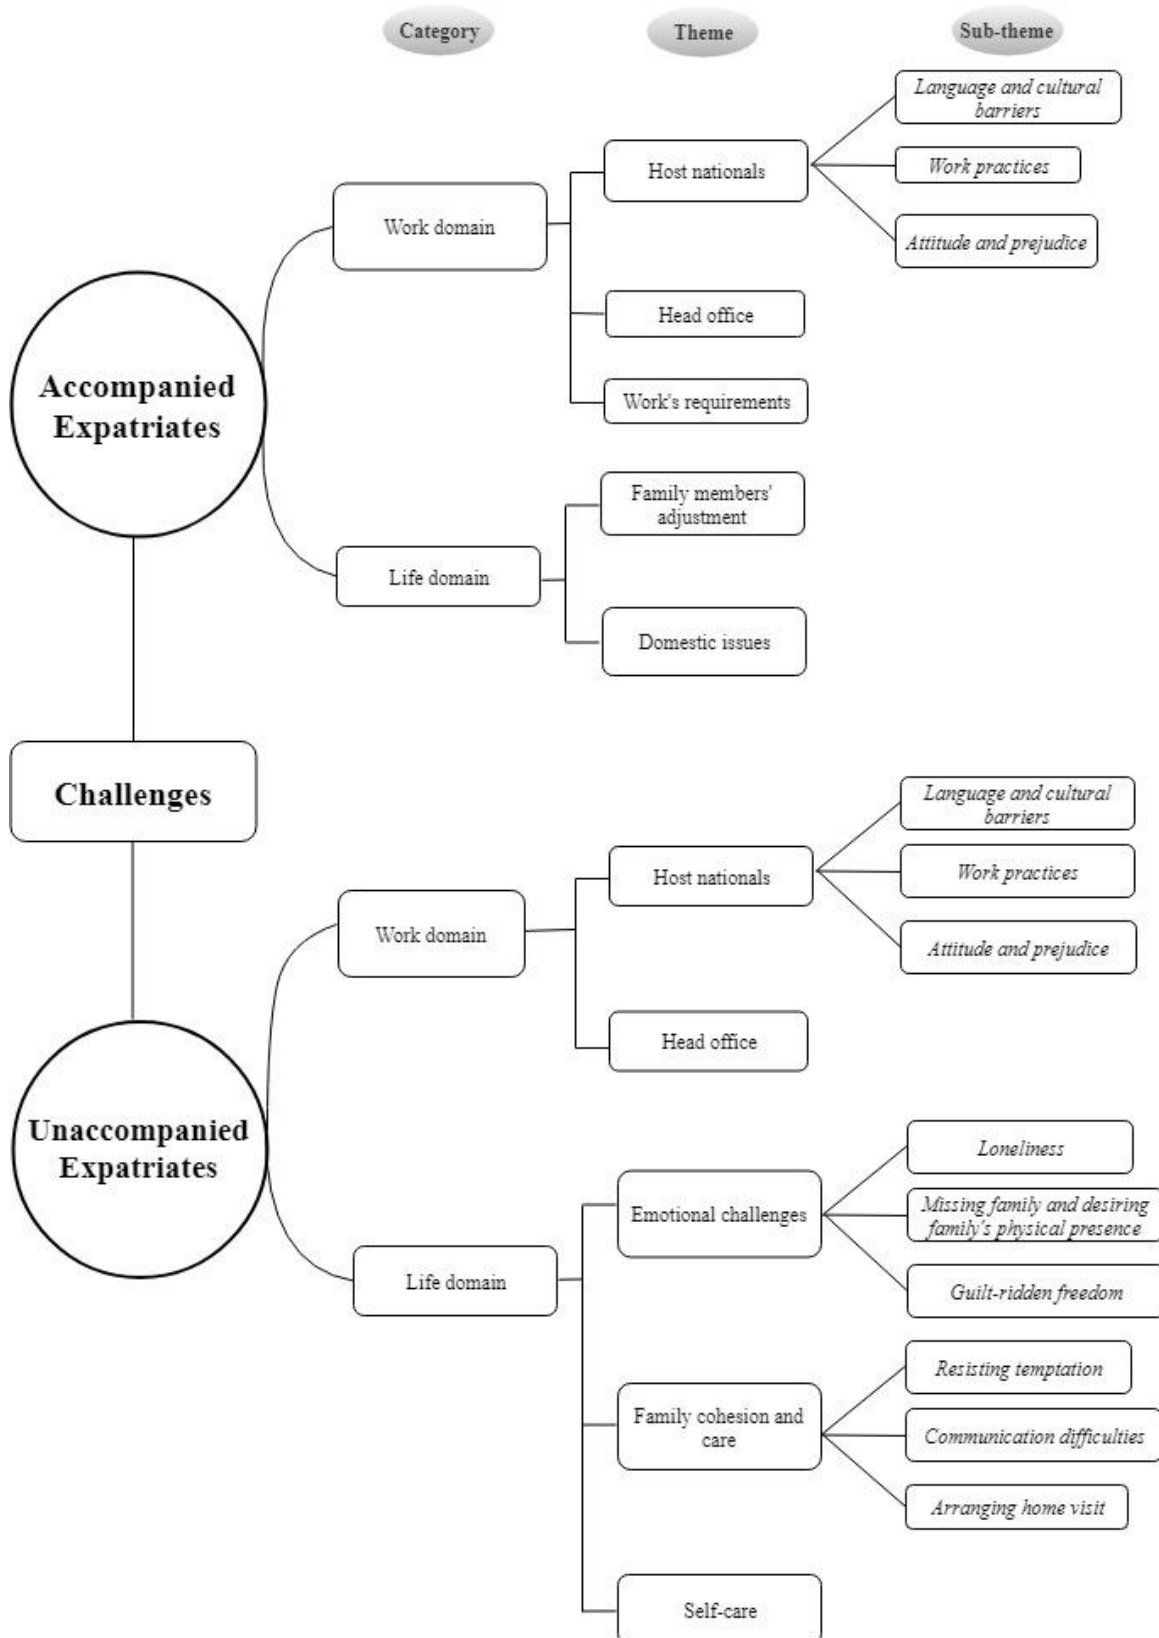 Category
Theme
Sub-theme
Accompanied
Expatriates
Work domain
Host nationals
Language and cultural
barriers
Work practices
Attitude and prejudice
Head office
Work's requirements
Life domain
Family members'
adjustment
Domestic issues
Challenges
Unaccompanied
Expatriates
Work domain
Host nationals
Language and cultural
barriers
Work practices
Attitude and prejudice
Head office
Life domain
Emotional challenges
Loneliness
Missing family and desiring
family's physical presence
Guilt-ridden freedom
Family cohesion and
care
Resisting temptation
Communication difficulties
Arranging home visit
Self-care